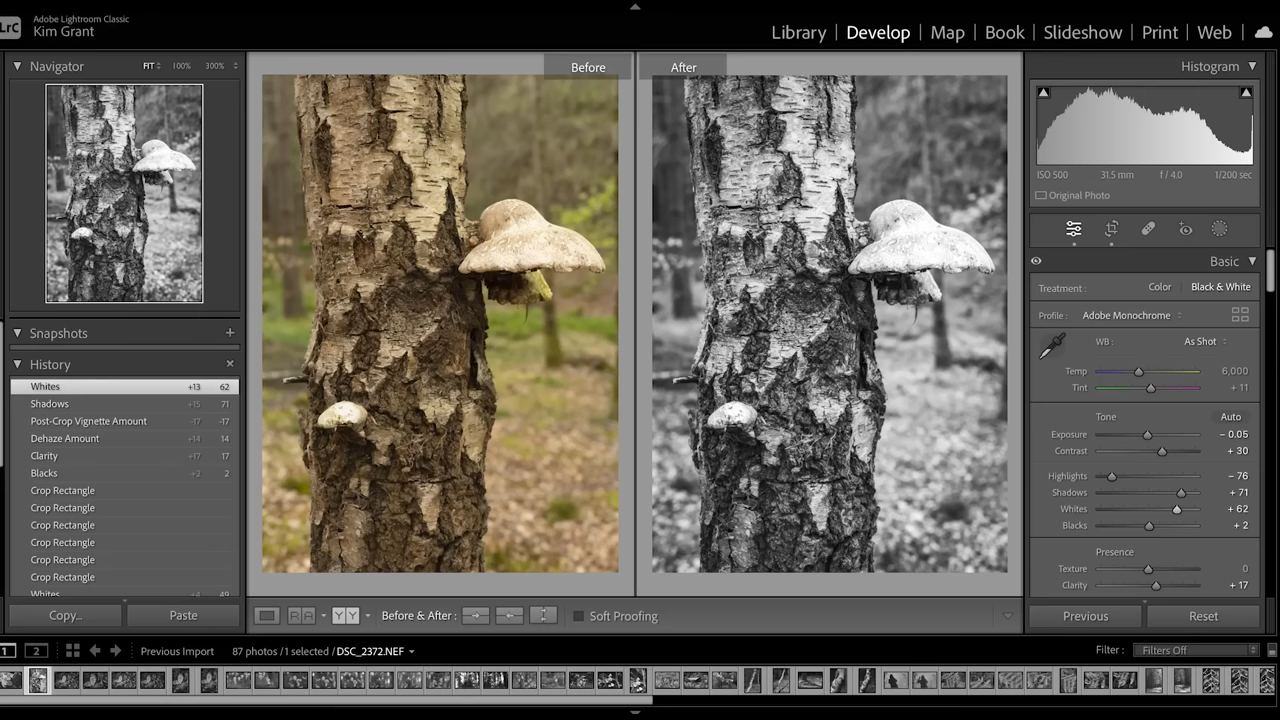 LrC
Adobe Lightroom Classic
Kim Grant
Library | Develop | Map | Book | Slideshow | Print | Web
Navigator FIT 100% 300%
Before
After
Histogram
ISO 500 31.5 mm f / 4.0 1/200 sec
Original Photo
Basic
Treatment : Color Black & White
Profile : Adobe Monochrome
WB : As Shot
Temp 6,000
Tint + 11
Tone Auto
Exposure − 0.05
Contrast + 30
Highlights − 76
Shadows + 71
Whites + 62
Blacks + 2
Presence
Texture 0
Clarity + 17
Previous Reset
Snapshots +
History ×
Whites +13 62
Shadows +15 71
Post-Crop Vignette Amount -17 -17
Dehaze Amount +14 14
Clarity +17 17
Blacks +2 2
Crop Rectangle
Crop Rectangle
Crop Rectangle
Crop Rectangle
Crop Rectangle
Crop Rectangle
Whites +4 49
Copy... Paste
R A Y Y Before & After : Soft Proofing
1 2 Previous Import 87 photos / 1 selected / DSC_2372.NEF Filter : Filters Off